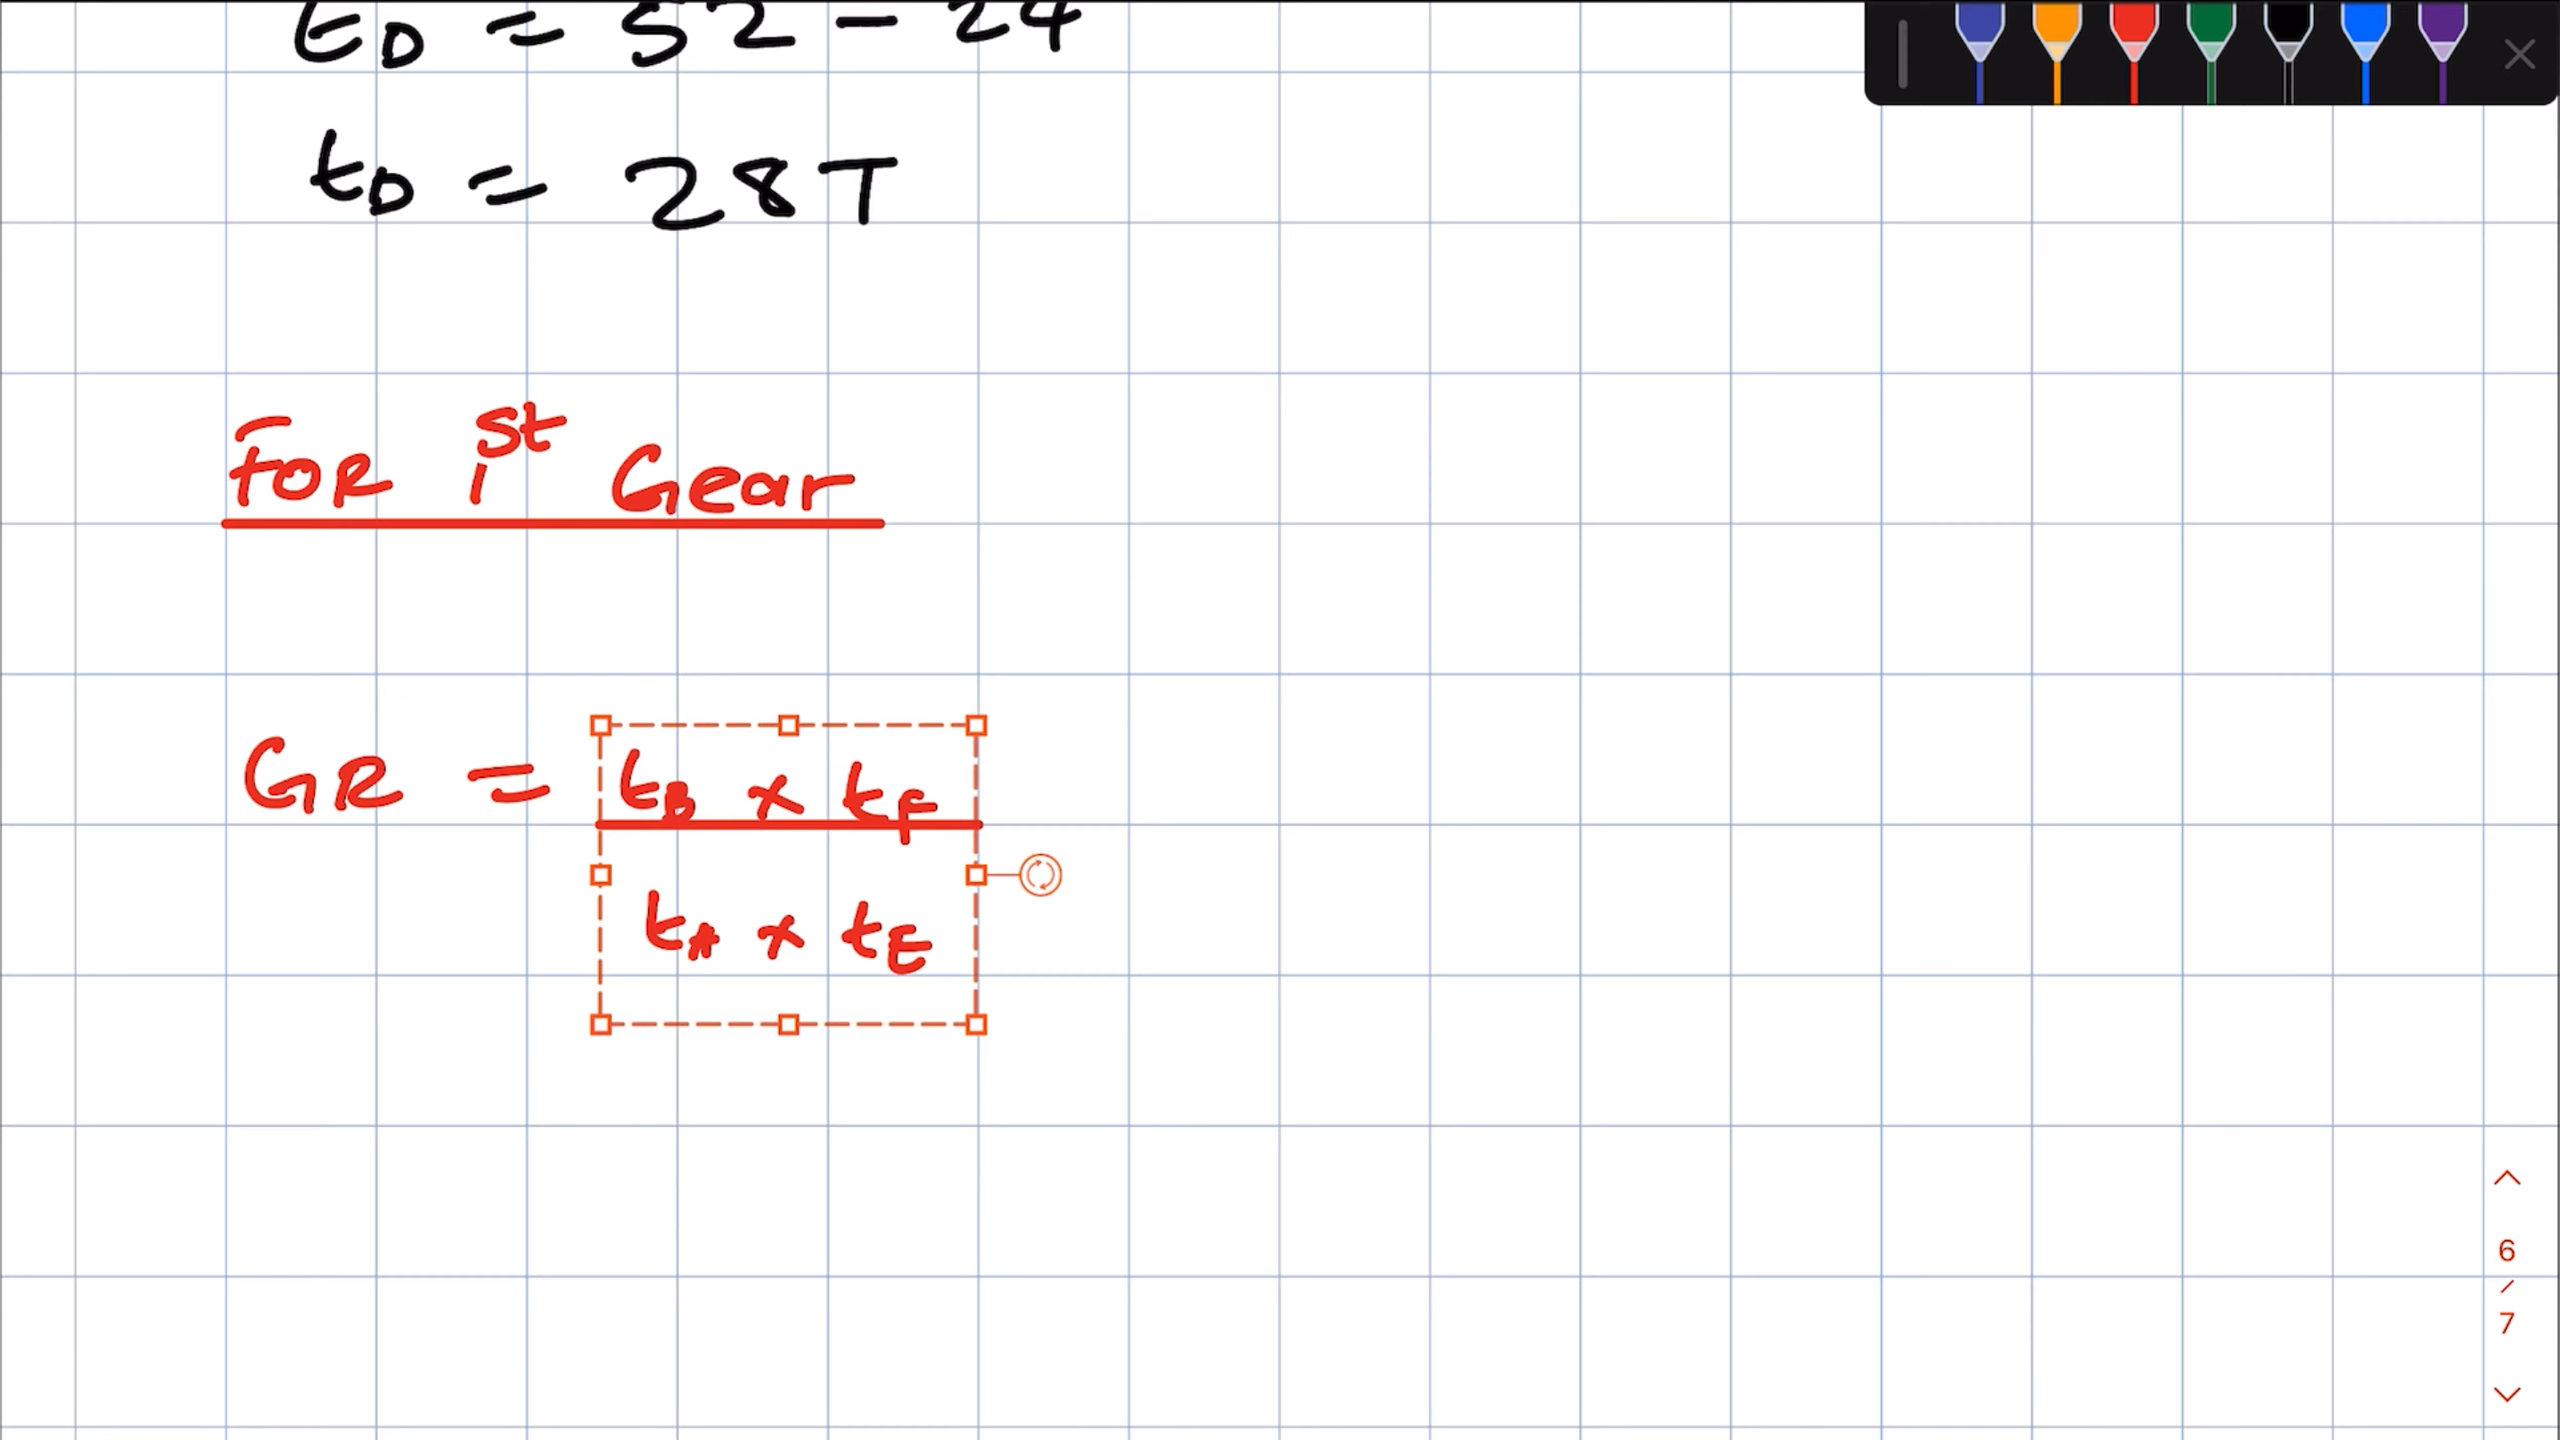 tD = 52 - 24
tD = 28T
FOR 1st Gear
GR = tB x tF
tA x tE
6
/
7